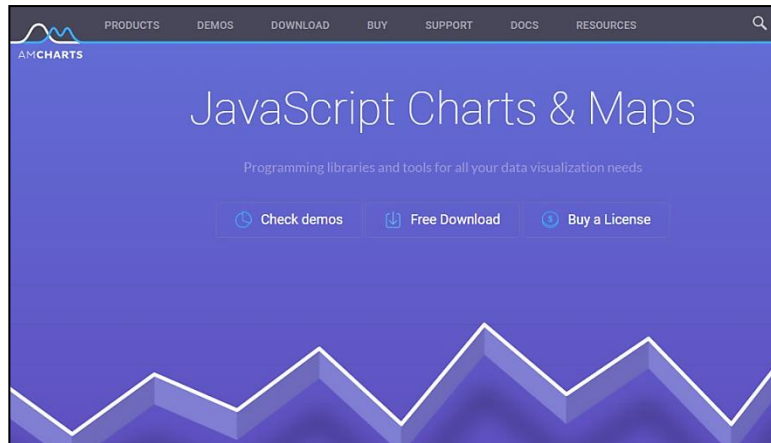 PRODUCTS DEMOS DOWNLOAD BUY SUPPORT DOCS RESOURCES
AMCHARTS
JavaScript Charts & Maps
Programming libraries and tools for all your data visualization needs
Check demos Free Download Buy a License